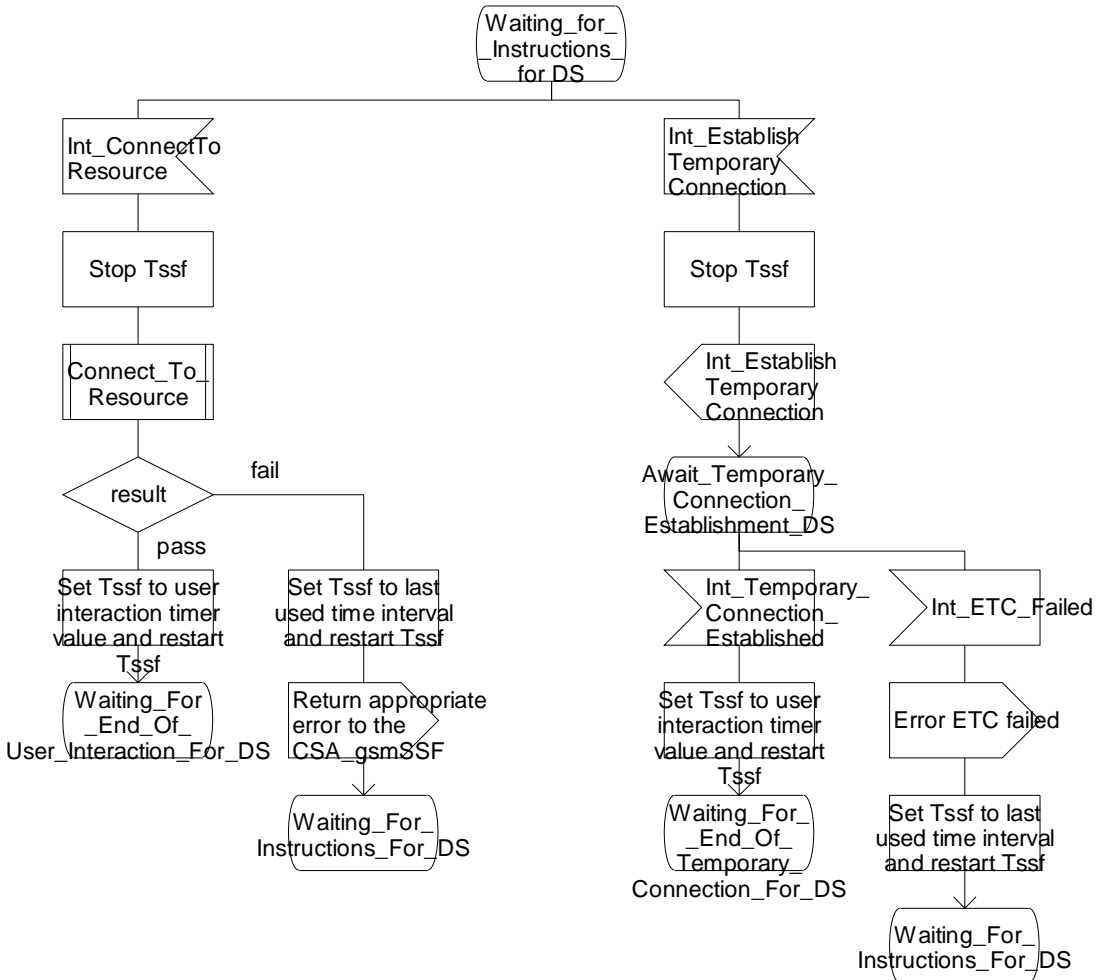 Waiting_for_
_Instructions_
for DS
Int_ConnectTo
Resource
Int_Establish
Temporary
Connection
Stop Tssf
Stop Tssf
Connect_To_
Resource
Int_Establish
Temporary
Connection
result
fail
pass
Await_Temporary_
Connection_
Establishment_DS
Set Tssf to user
interaction timer
value and restart
Tssf
Set Tssf to last
used time interval
and restart Tssf
Int_Temporary_
Connection_
Established
Int_ETC_Failed
Waiting_For
_End_Of_
User_Interaction_For_DS
Return appropriate
error to the
CSA_gsmSSF
Set Tssf to user
interaction timer
value and restart
Tssf
Error ETC failed
Waiting_For_
Instructions_For_DS
Waiting_For_
_End_Of_
Temporary_
Connection_For_DS
Set Tssf to last
used time interval
and restart Tssf
Waiting_For_
Instructions_For_DS